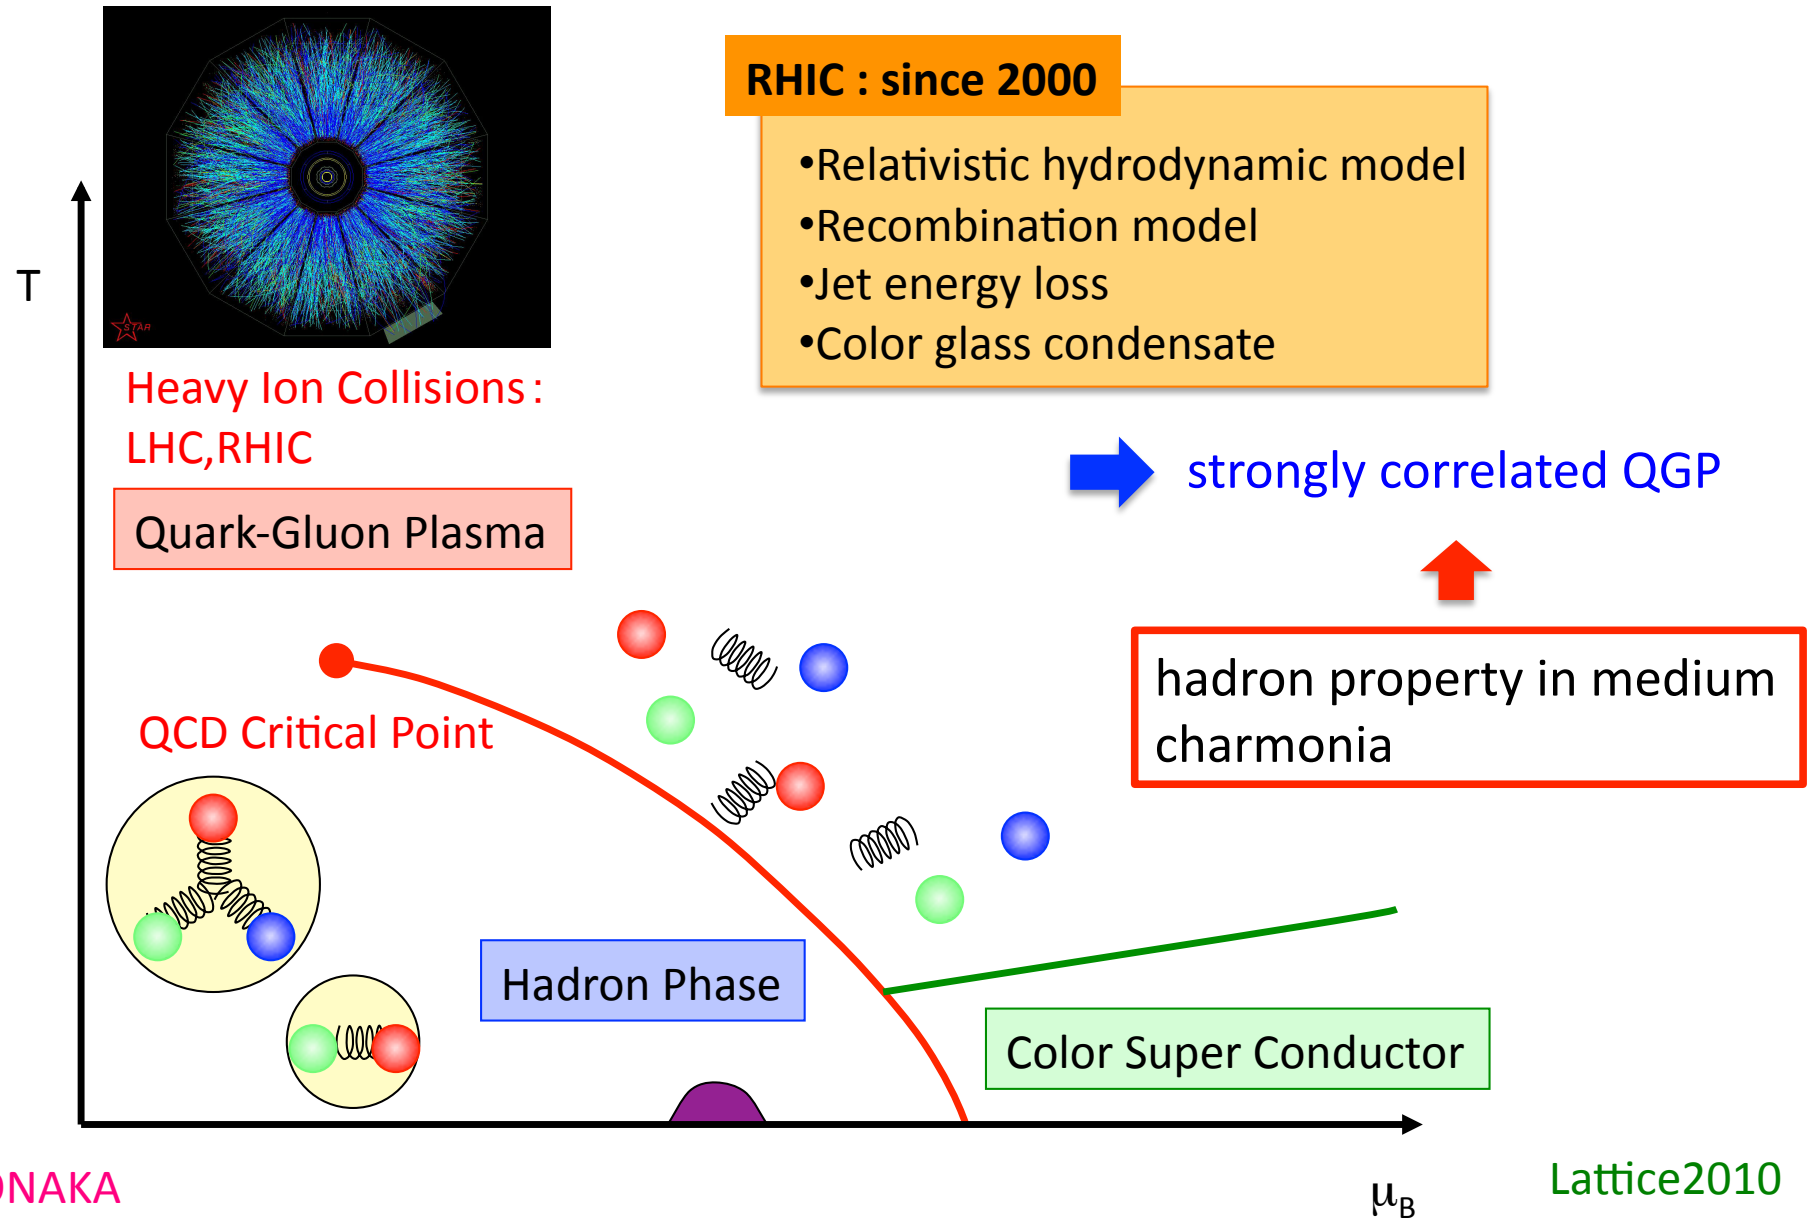 RHIC : since 2000
•Relativistic hydrodynamic model
•Recombination model
•Jet energy loss
•Color glass condensate
T
STAR
Heavy Ion Collisions :
LHC,RHIC
strongly correlated QGP
Quark-Gluon Plasma
hadron property in medium
charmonia
QCD Critical Point
Hadron Phase
Color Super Conductor
NAKA
μB
Lattice2010